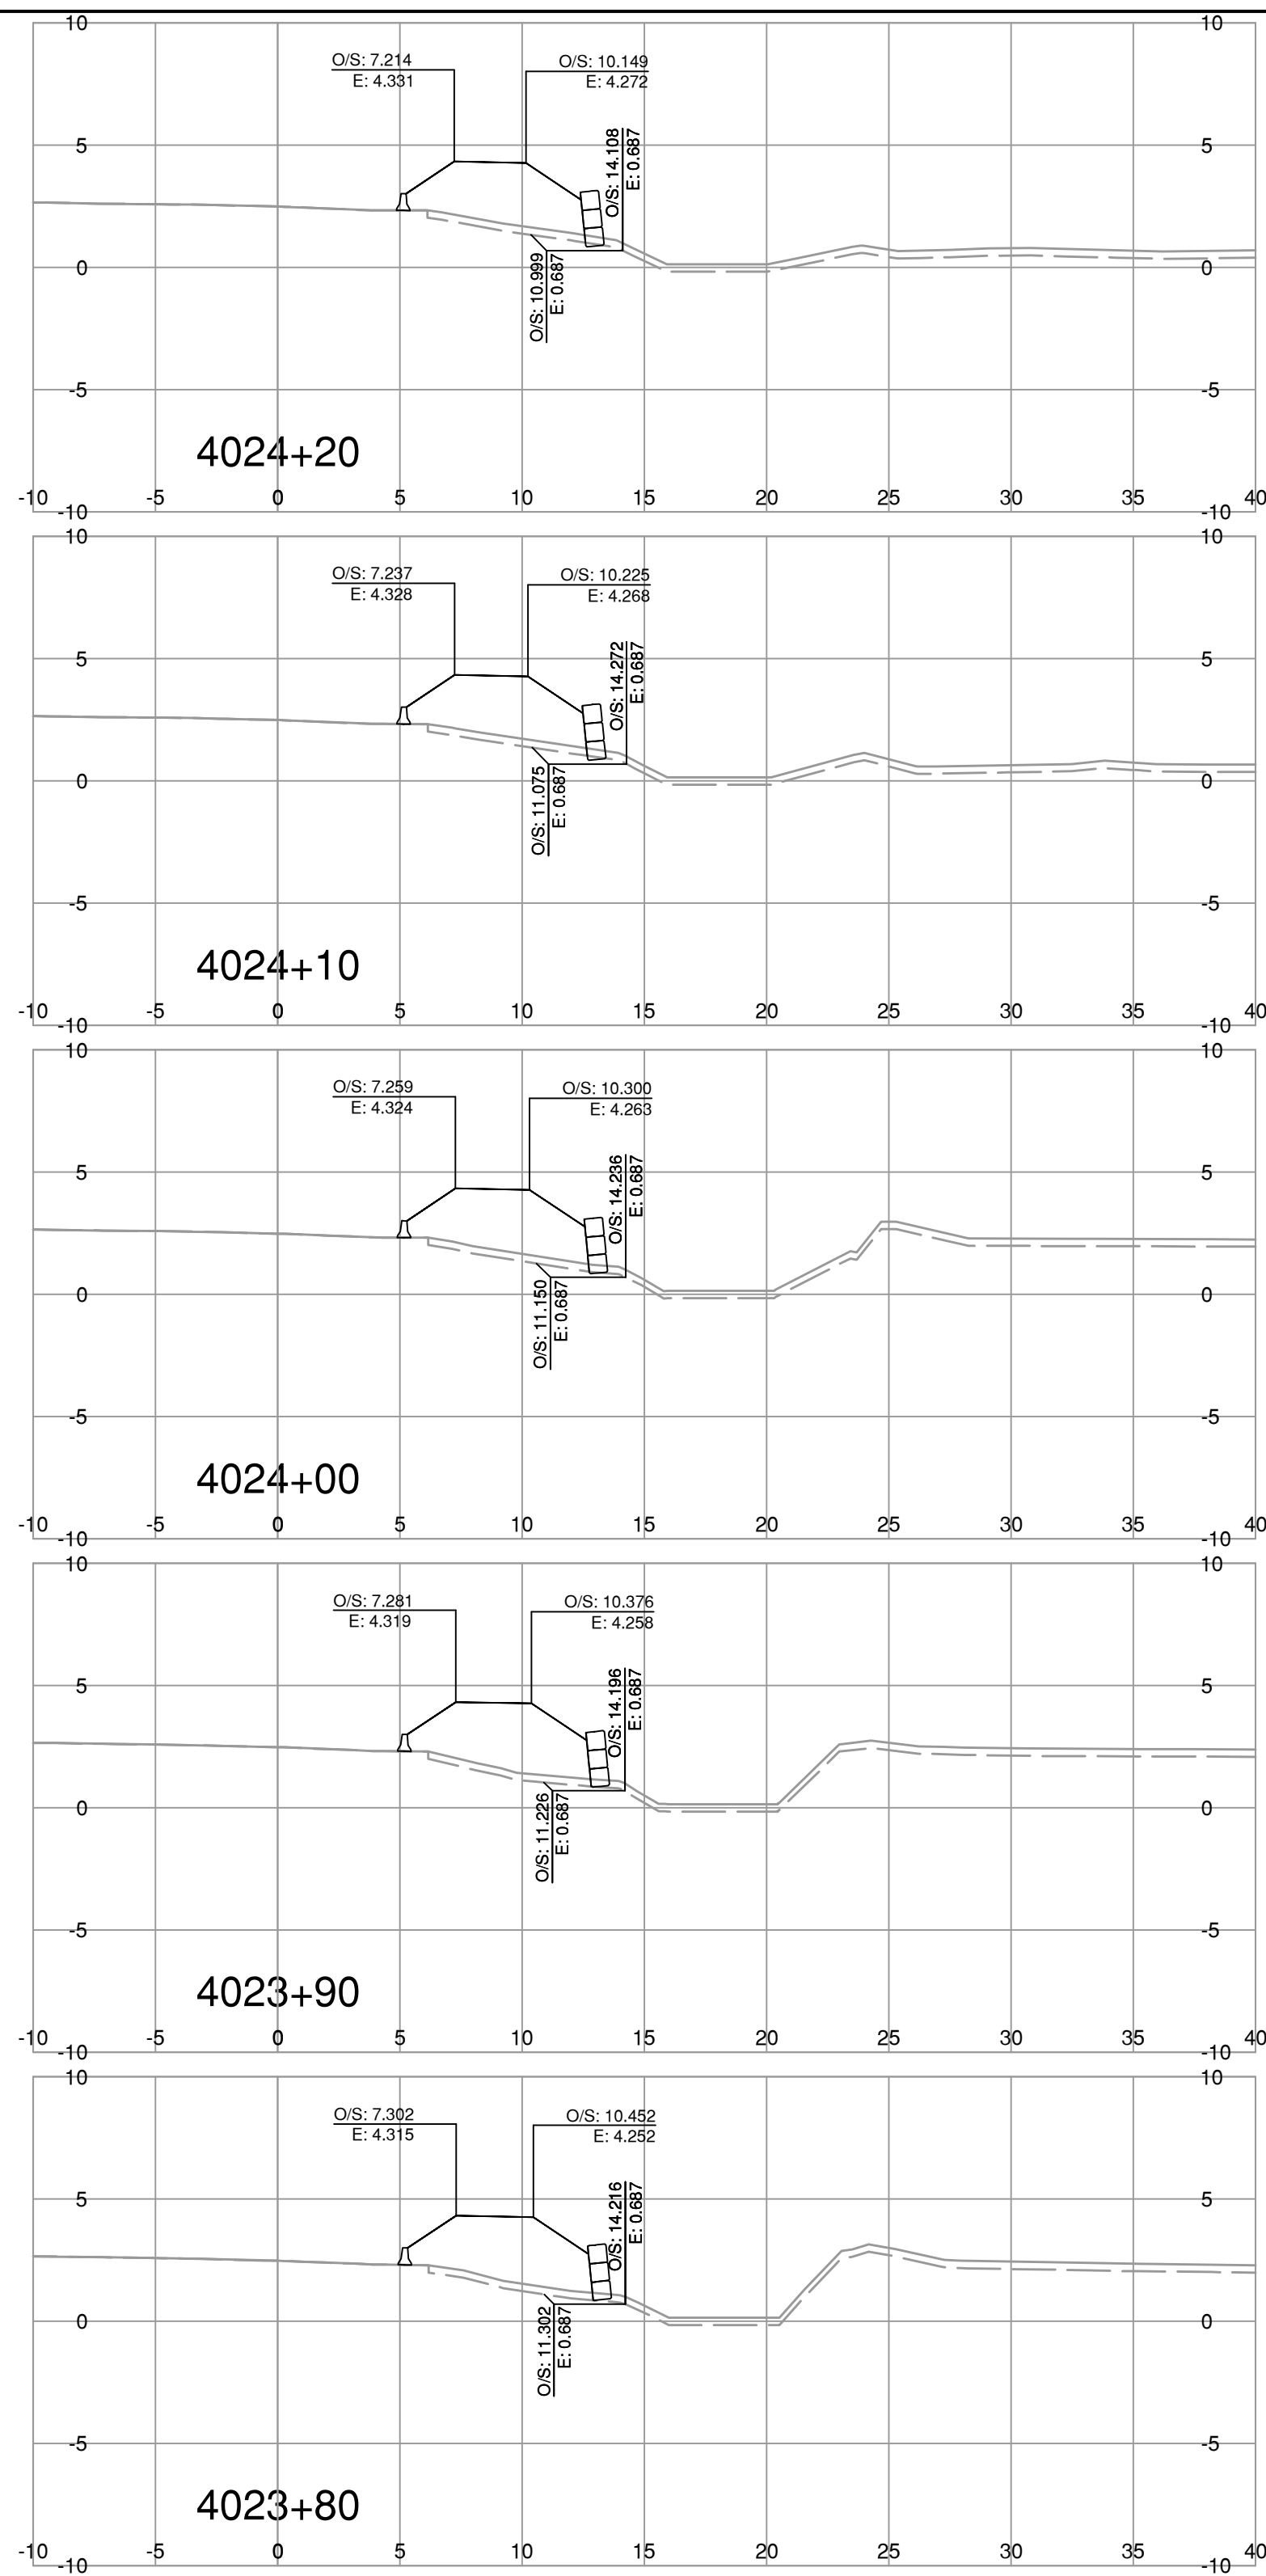 10 10
O/S: 7.214 O/S: 10.149
E: 4.331 E: 4.272
5 5
O/S: 14.108
E: 0.687
0 0
O/S: 10.999
E: 0.687
-5 -5
4024+20
-10 -5 0 5 10 15 20 25 30 35 40
-10 -10
10 10
O/S: 7.237 O/S: 10.225
E: 4.328 E: 4.268
5 5
O/S: 14.272
E: 0.687
0 0
O/S: 11.075
E: 0.687
-5 -5
4024+10
-10 -5 0 5 10 15 20 25 30 35 40
-10 -10
10 10
O/S: 7.259 O/S: 10.300
E: 4.324 E: 4.263
5 5
O/S: 14.236
E: 0.687
0 0
O/S: 11.150
E: 0.687
-5 -5
4024+00
-10 -5 0 5 10 15 20 25 30 35 40
-10 -10
10 10
O/S: 7.281 O/S: 10.376
E: 4.319 E: 4.258
5 5
O/S: 14.196
E: 0.687
0 0
O/S: 11.226
E: 0.687
-5 -5
4023+90
-10 -5 0 5 10 15 20 25 30 35 40
-10 -10
10 10
O/S: 7.302 O/S: 10.452
E: 4.315 E: 4.252
5 5
O/S: 14.216
E: 0.687
0 0
O/S: 11.302
E: 0.687
-5 -5
4023+80
-10 -5 0 5 10 15 20 25 30 35 40
-10 -10